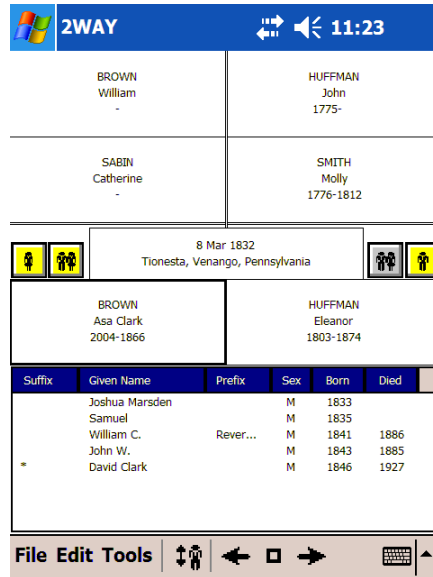 2WAY 11:23
BROWN
William
-
HUFFMAN
John
1775-
SABIN
Catherine
-
SMITH
Molly
1776-1812
8 Mar 1832
Tionesta, Venango, Pennsylvania
BROWN
Asa Clark
2004-1866
HUFFMAN
Eleanor
1803-1874
Suffix Given Name Prefix Sex Born Died
Joshua Marsden M 1833
Samuel M 1835
William C. Rever... M 1841 1886
John W. M 1843 1885
* David Clark M 1846 1927
File Edit Tools